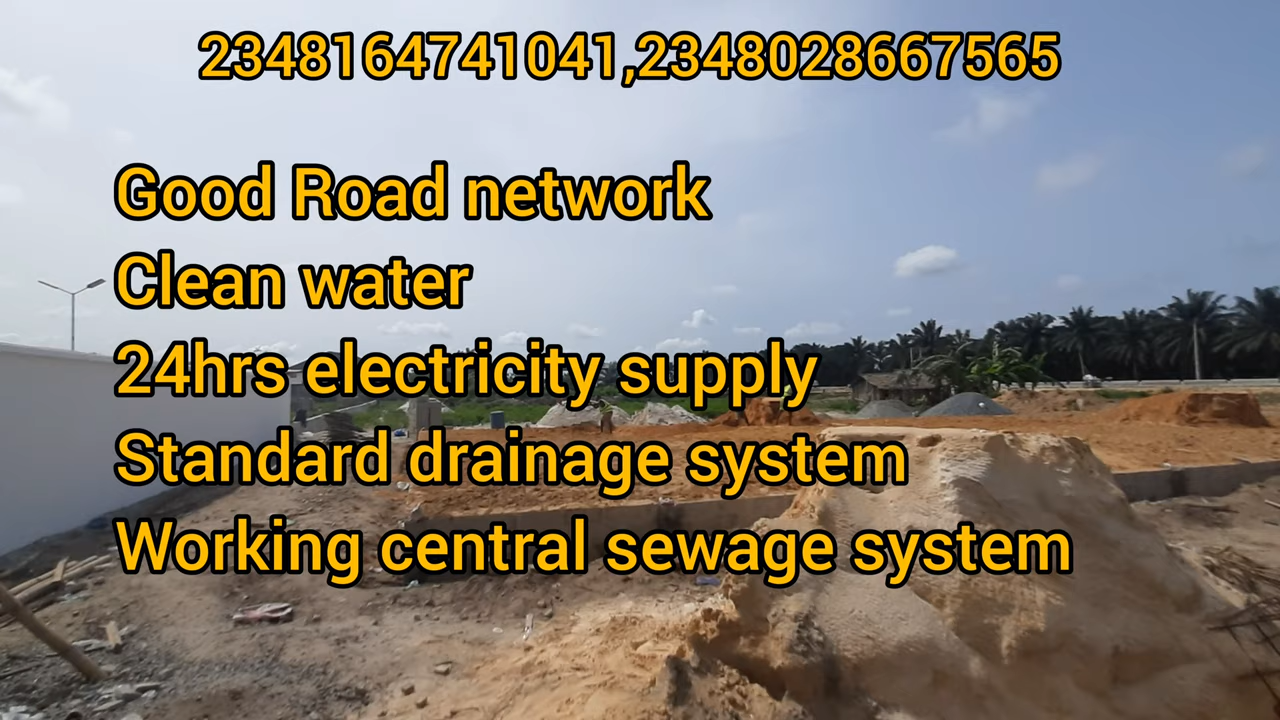 2348164741041,2348028667565
Good Road network
Clean water
24hrs electricity supply
Standard drainage system
Working central sewage system